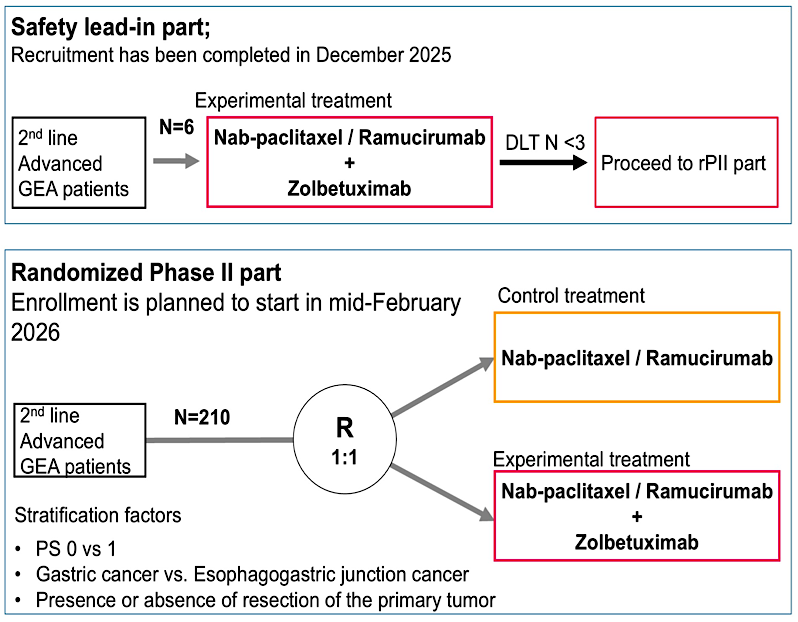 Safety lead-in part;
Recruitment has been completed in December 2025
Experimental treatment
N=6
2nd line
Advanced
GEA patients
Nab-paclitaxel / Ramucirumab
+
Zolbetuximab
DLT N <3
Proceed to rPII part
Randomized Phase II part
Enrollment is planned to start in mid-February
2026
Control treatment
Nab-paclitaxel / Ramucirumab
2nd line
Advanced
GEA patients
N=210
R
1:1
Experimental treatment
Nab-paclitaxel / Ramucirumab
+
Zolbetuximab
Stratification factors
• PS 0 vs 1
• Gastric cancer vs. Esophagogastric junction cancer
• Presence or absence of resection of the primary tumor